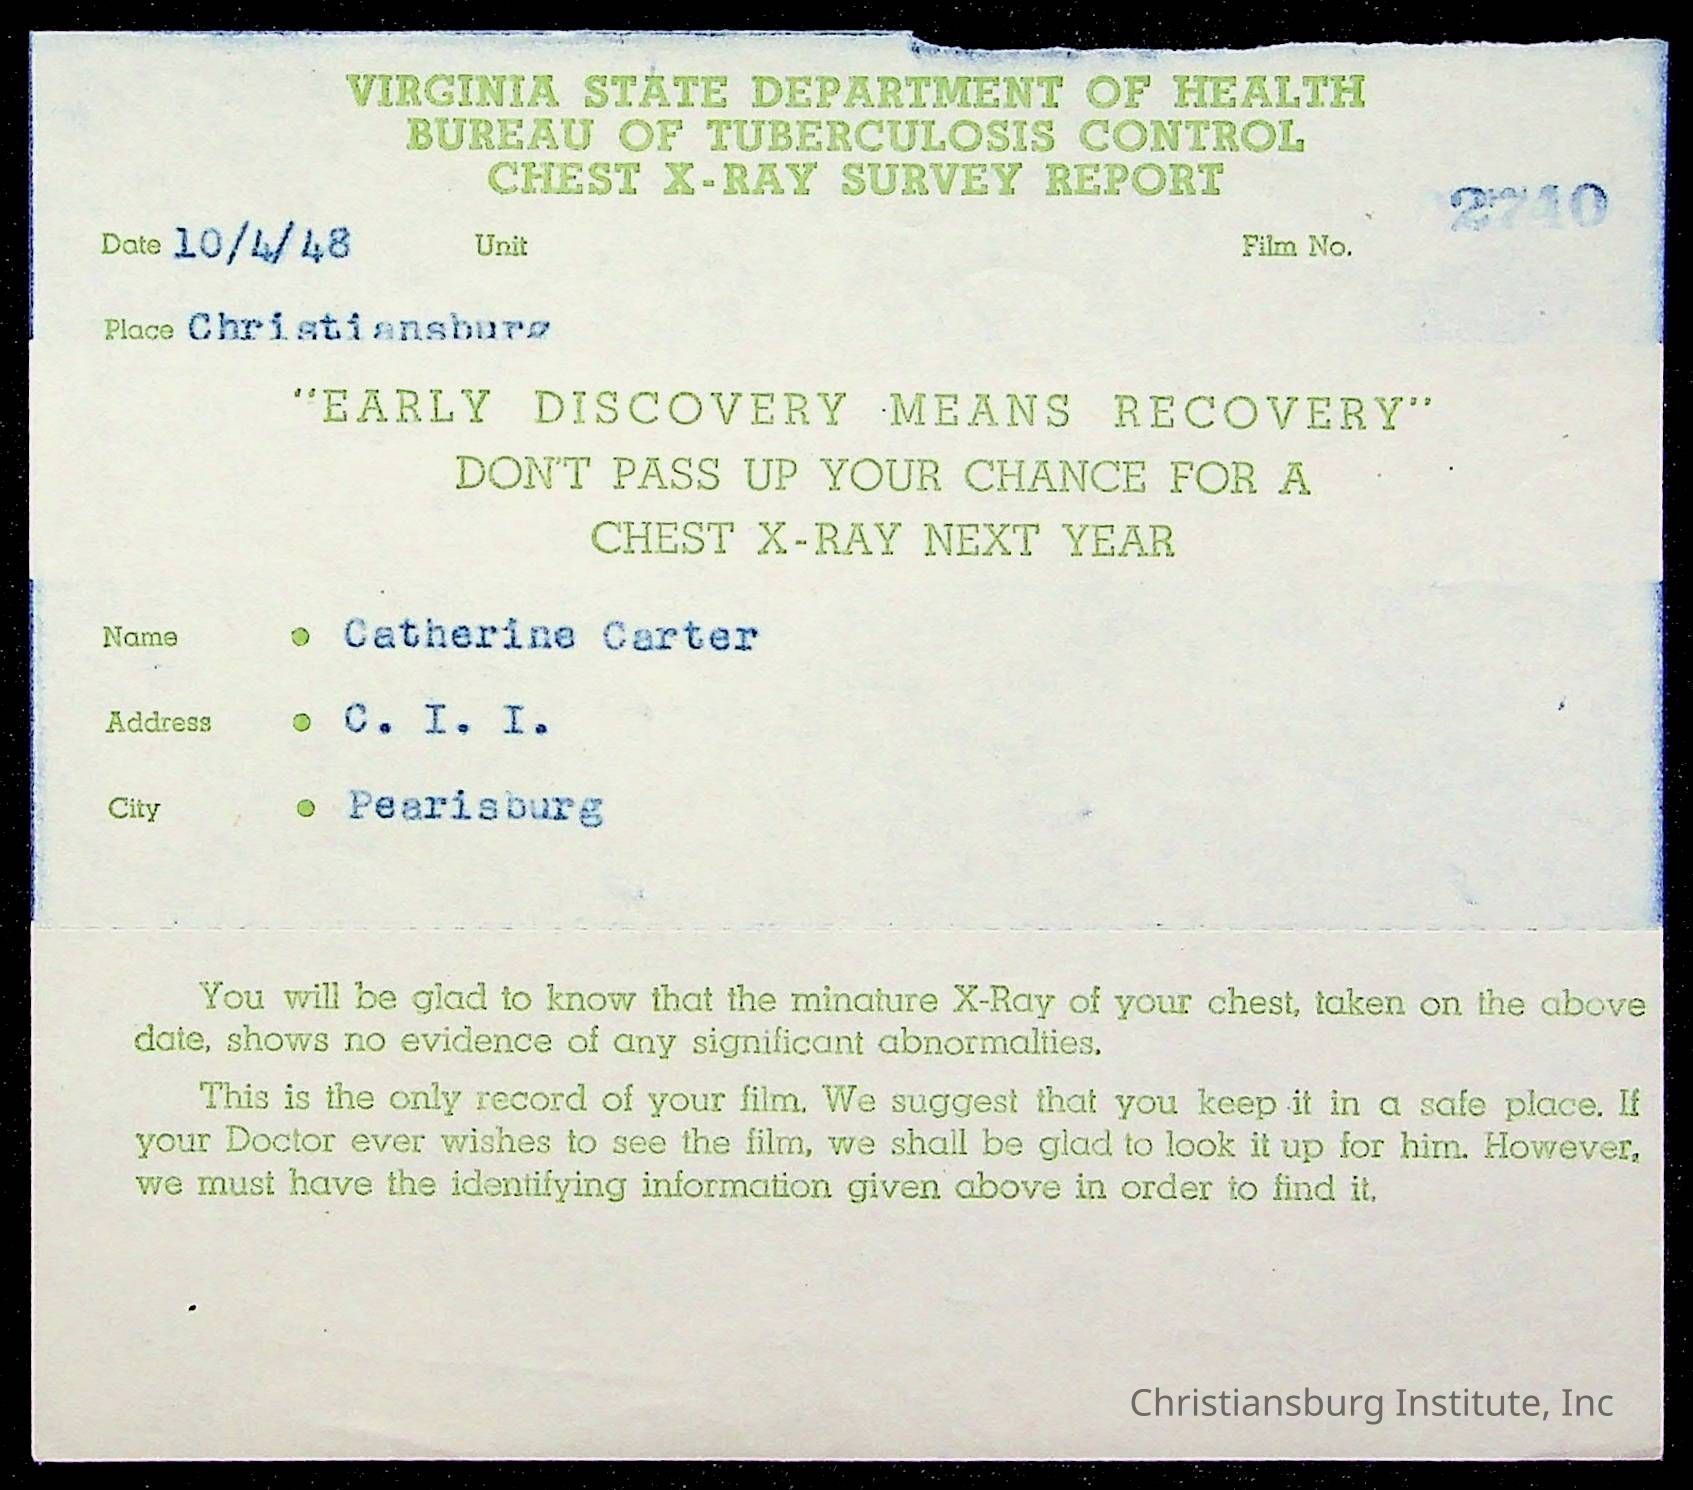 VIRGINIA STATE DEPARTMENT OF HEALTH
BUREAU OF TUBERCULOSIS CONTROL
CHEST X-RAY SURVEY REPORT
2740
Date 10/4/48 Unit Film No.
Place Christiansburg
"EARLY DISCOVERY MEANS RECOVERY"
DON'T PASS UP YOUR CHANCE FOR A
CHEST X-RAY NEXT YEAR
Name • Catherine Carter
Address • C. I. I.
City • Pearisburg
You will be glad to know that the minature X-Ray of your chest, taken on the above
date, shows no evidence of any significant abnormalties.
This is the only record of your film. We suggest that you keep it in a safe place. If
your Doctor ever wishes to see the film, we shall be glad to look it up for him. However,
we must have the identifying information given above in order to find it.
Christiansburg Institute, Inc